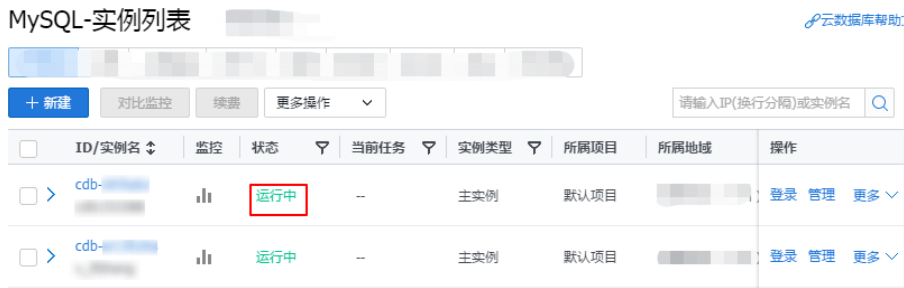 MySQL-实例列表
云数据库帮助
+ 新建 对比监控 续费 更多操作 请输入IP(换行分隔)或实例名
ID/实例名 监控 状态 当前任务 实例类型 所属项目 所属地域 操作
cdb- 运行中 -- 主实例 默认项目 登录 管理 更多
cdb- 运行中 -- 主实例 默认项目 登录 管理 更多